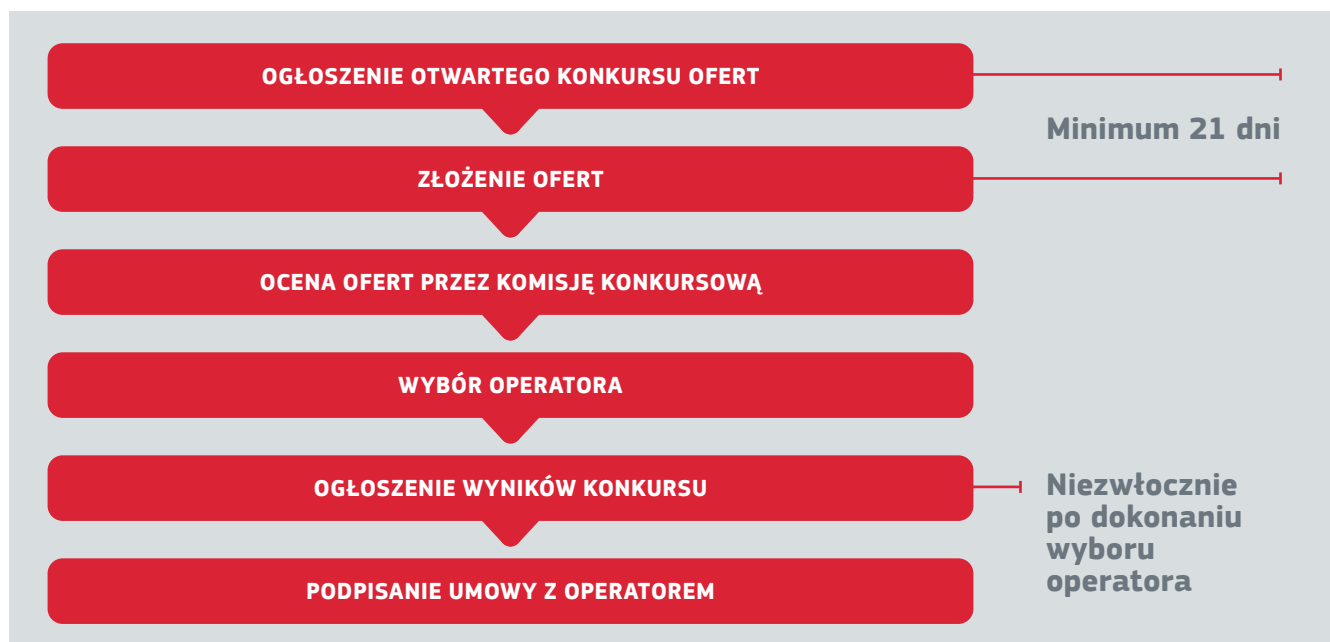 OGŁOSZENIE OTWARTEGO KONKURSU OFERT
Minimum 21 dni
ZŁOŻENIE OFERT
OCENA OFERT PRZEZ KOMISJĘ KONKURSOWĄ
WYBÓR OPERATORA
OGŁOSZENIE WYNIKÓW KONKURSU
Niezwłocznie
po dokonaniu
wyboru
operatora
PODPISANIE UMOWY Z OPERATOREM